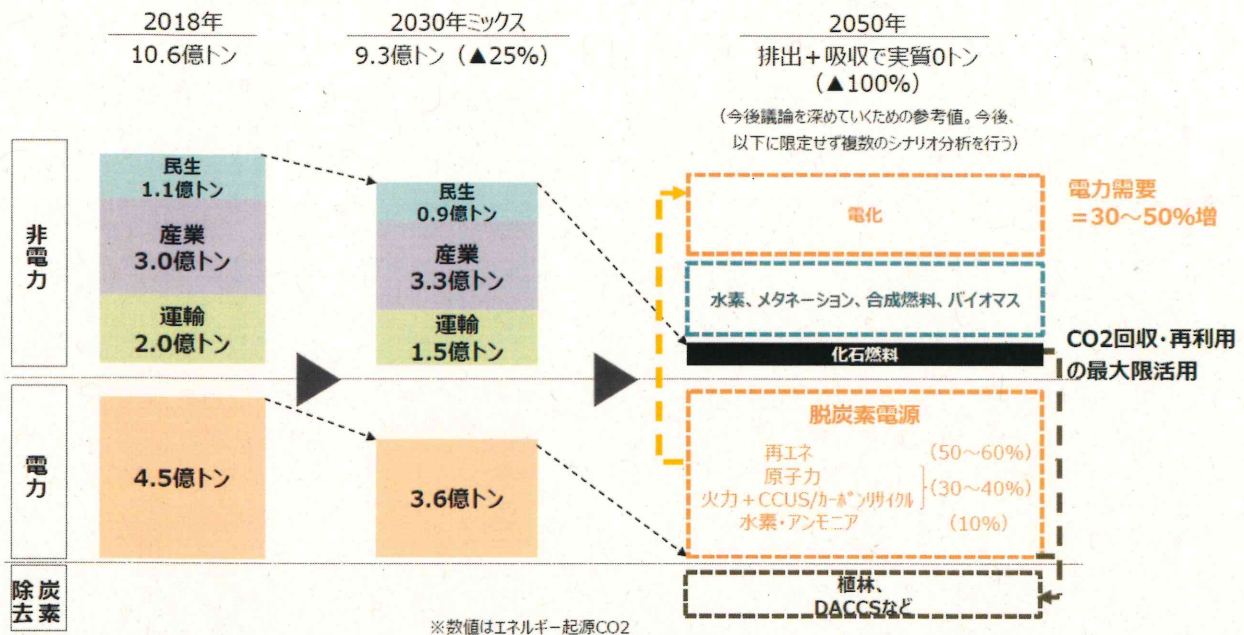 2018年
10.6億トン
2030年ミックス
9.3億トン（▲25%）
2050年
排出＋吸収で実質0トン
（▲100%）
（今後議論を深めていくための参考値。今後、
以下に限定せず複数のシナリオ分析を行う）
非電力
民生
1.1億トン
産業
3.0億トン
運輸
2.0億トン
民生
0.9億トン
産業
3.3億トン
運輸
1.5億トン
電化
電力需要
＝30～50%増
水素、メタネーション、合成燃料、バイオマス
化石燃料
CO2回収･再利用
の最大限活用
電力
4.5億トン
3.6億トン
脱炭素電源
再エネ （50～60%）
原子力
火力＋CCUS/ｶｰﾎﾞﾝﾘｻｲｸﾙ （30～40%）
水素・アンモニア （10%）
炭素除去
植林、
DACCSなど
※数値はエネルギー起源CO2